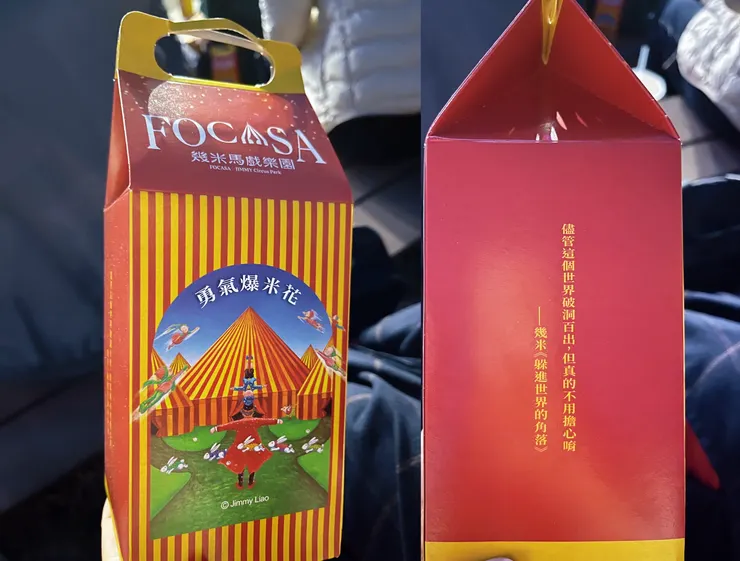 FOCASA
幾米馬戲樂園
FOCASA JIMMY Circus Park
勇氣爆米花
© Jimmy Liao
儘管這個世界破洞百出，但真的不用擔心唷
——幾米《躲進世界的角落》